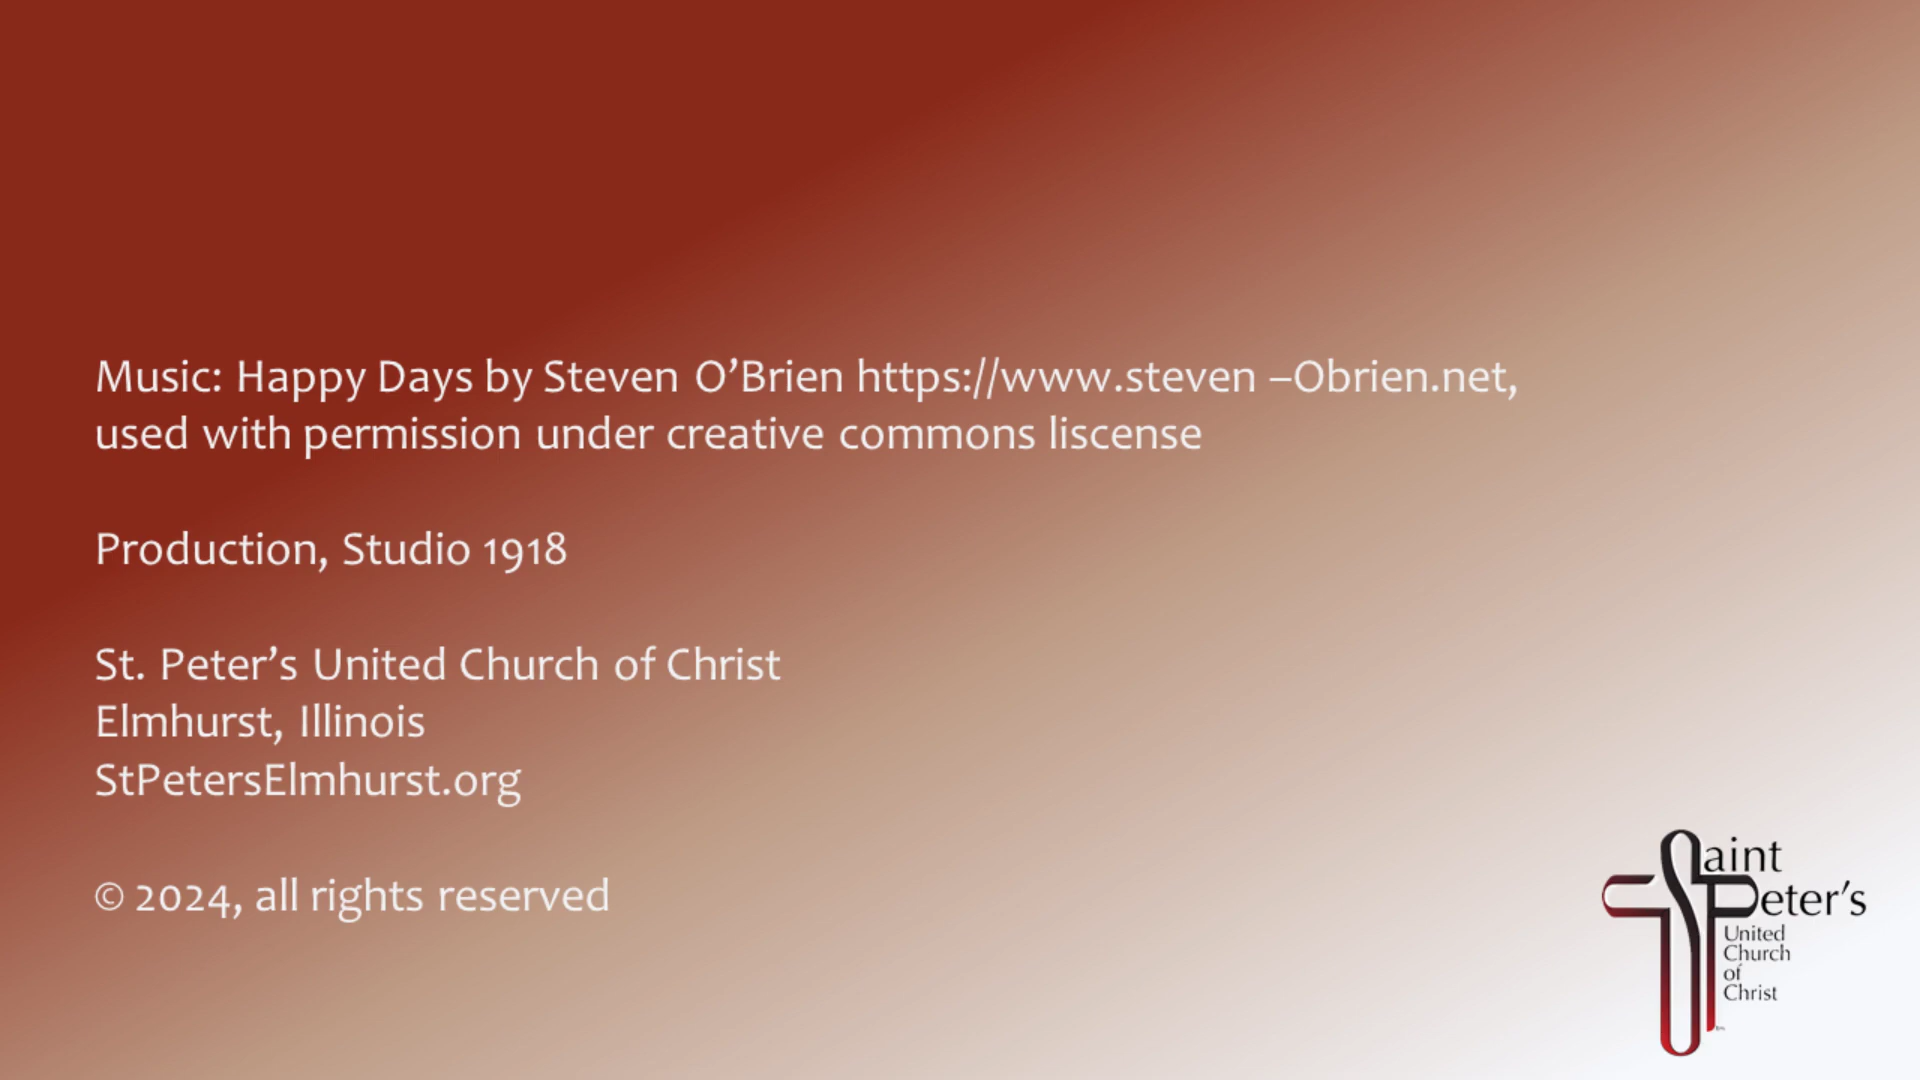 Music: Happy Days by Steven O’Brien https://www.steven –Obrien.net,
used with permission under creative commons liscense
Production, Studio 1918
St. Peter’s United Church of Christ
Elmhurst, Illinois
StPetersElmhurst.org
© 2024, all rights reserved
Saint
Peter’s
United
Church
of
Christ